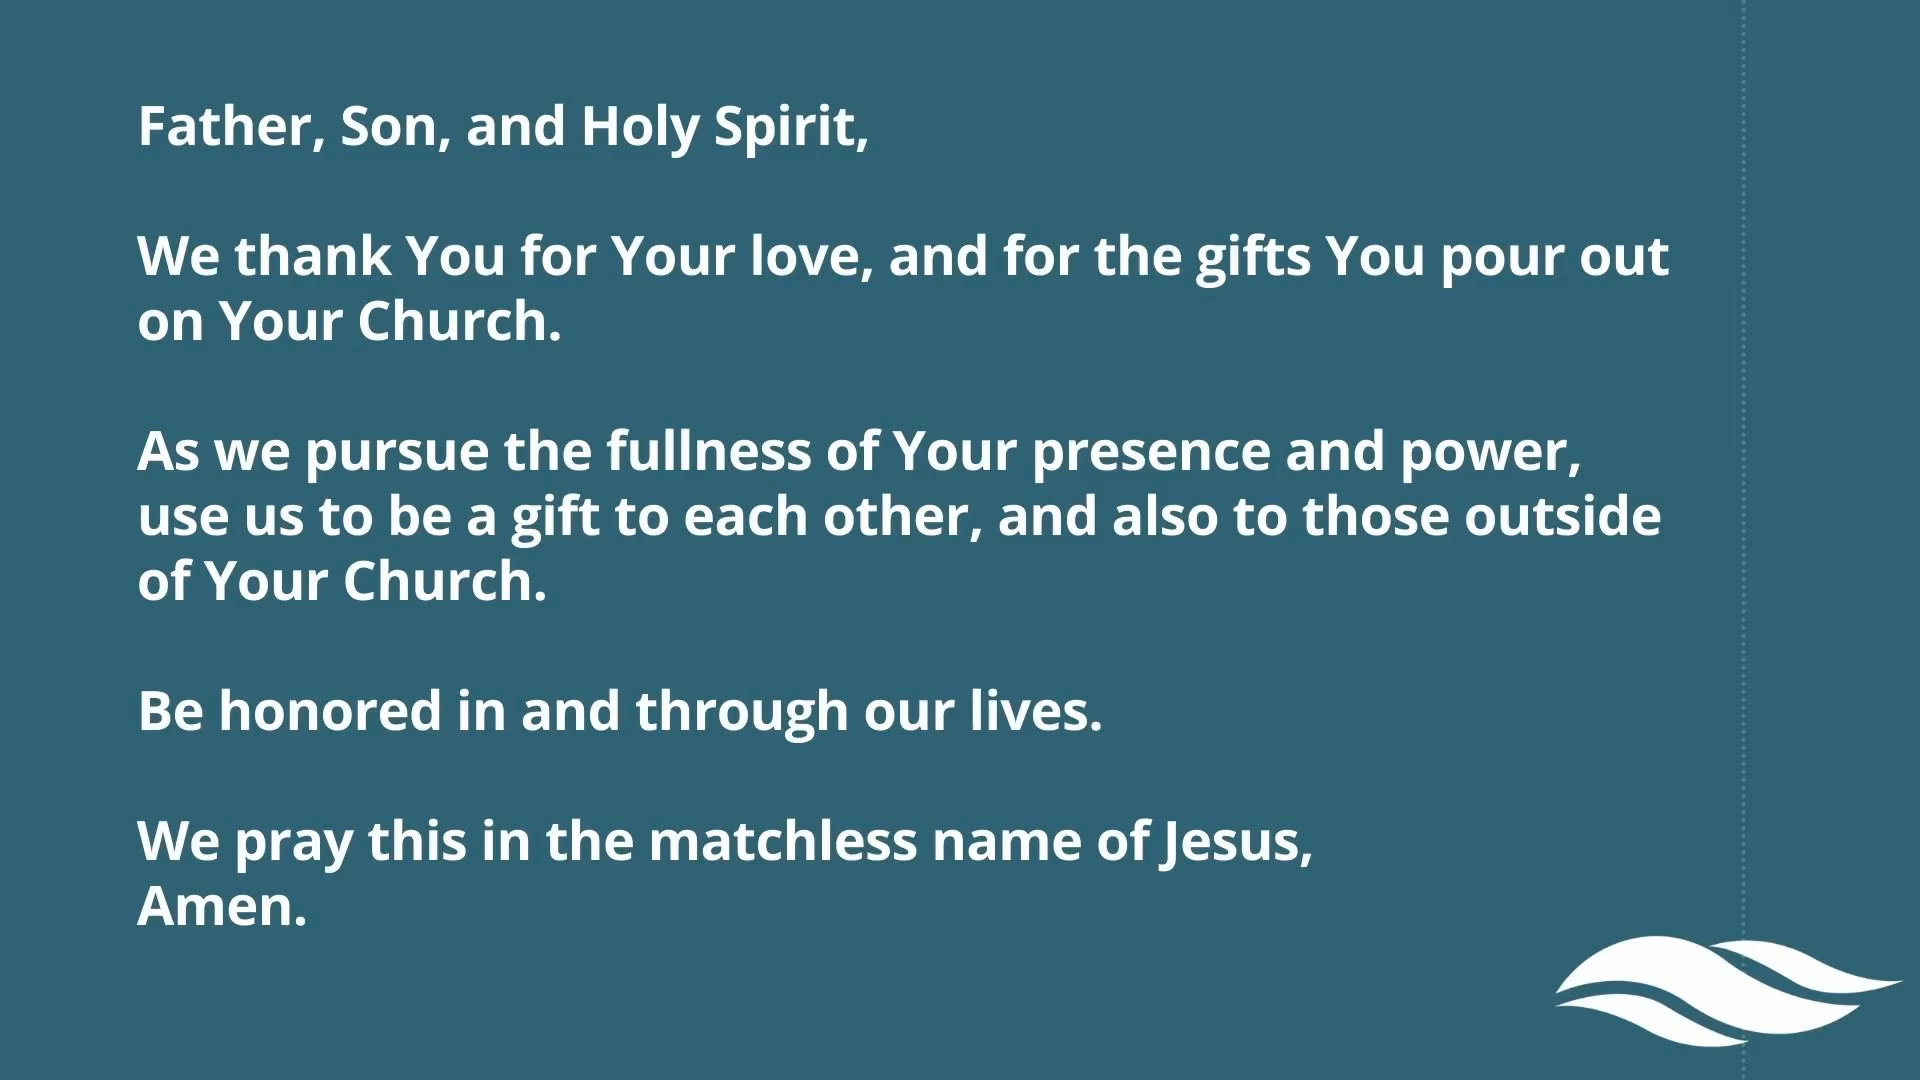 Father, Son, and Holy Spirit,
We thank You for Your love, and for the gifts You pour out
on Your Church.
As we pursue the fullness of Your presence and power,
use us to be a gift to each other, and also to those outside
of Your Church.
Be honored in and through our lives.
We pray this in the matchless name of Jesus,
Amen.